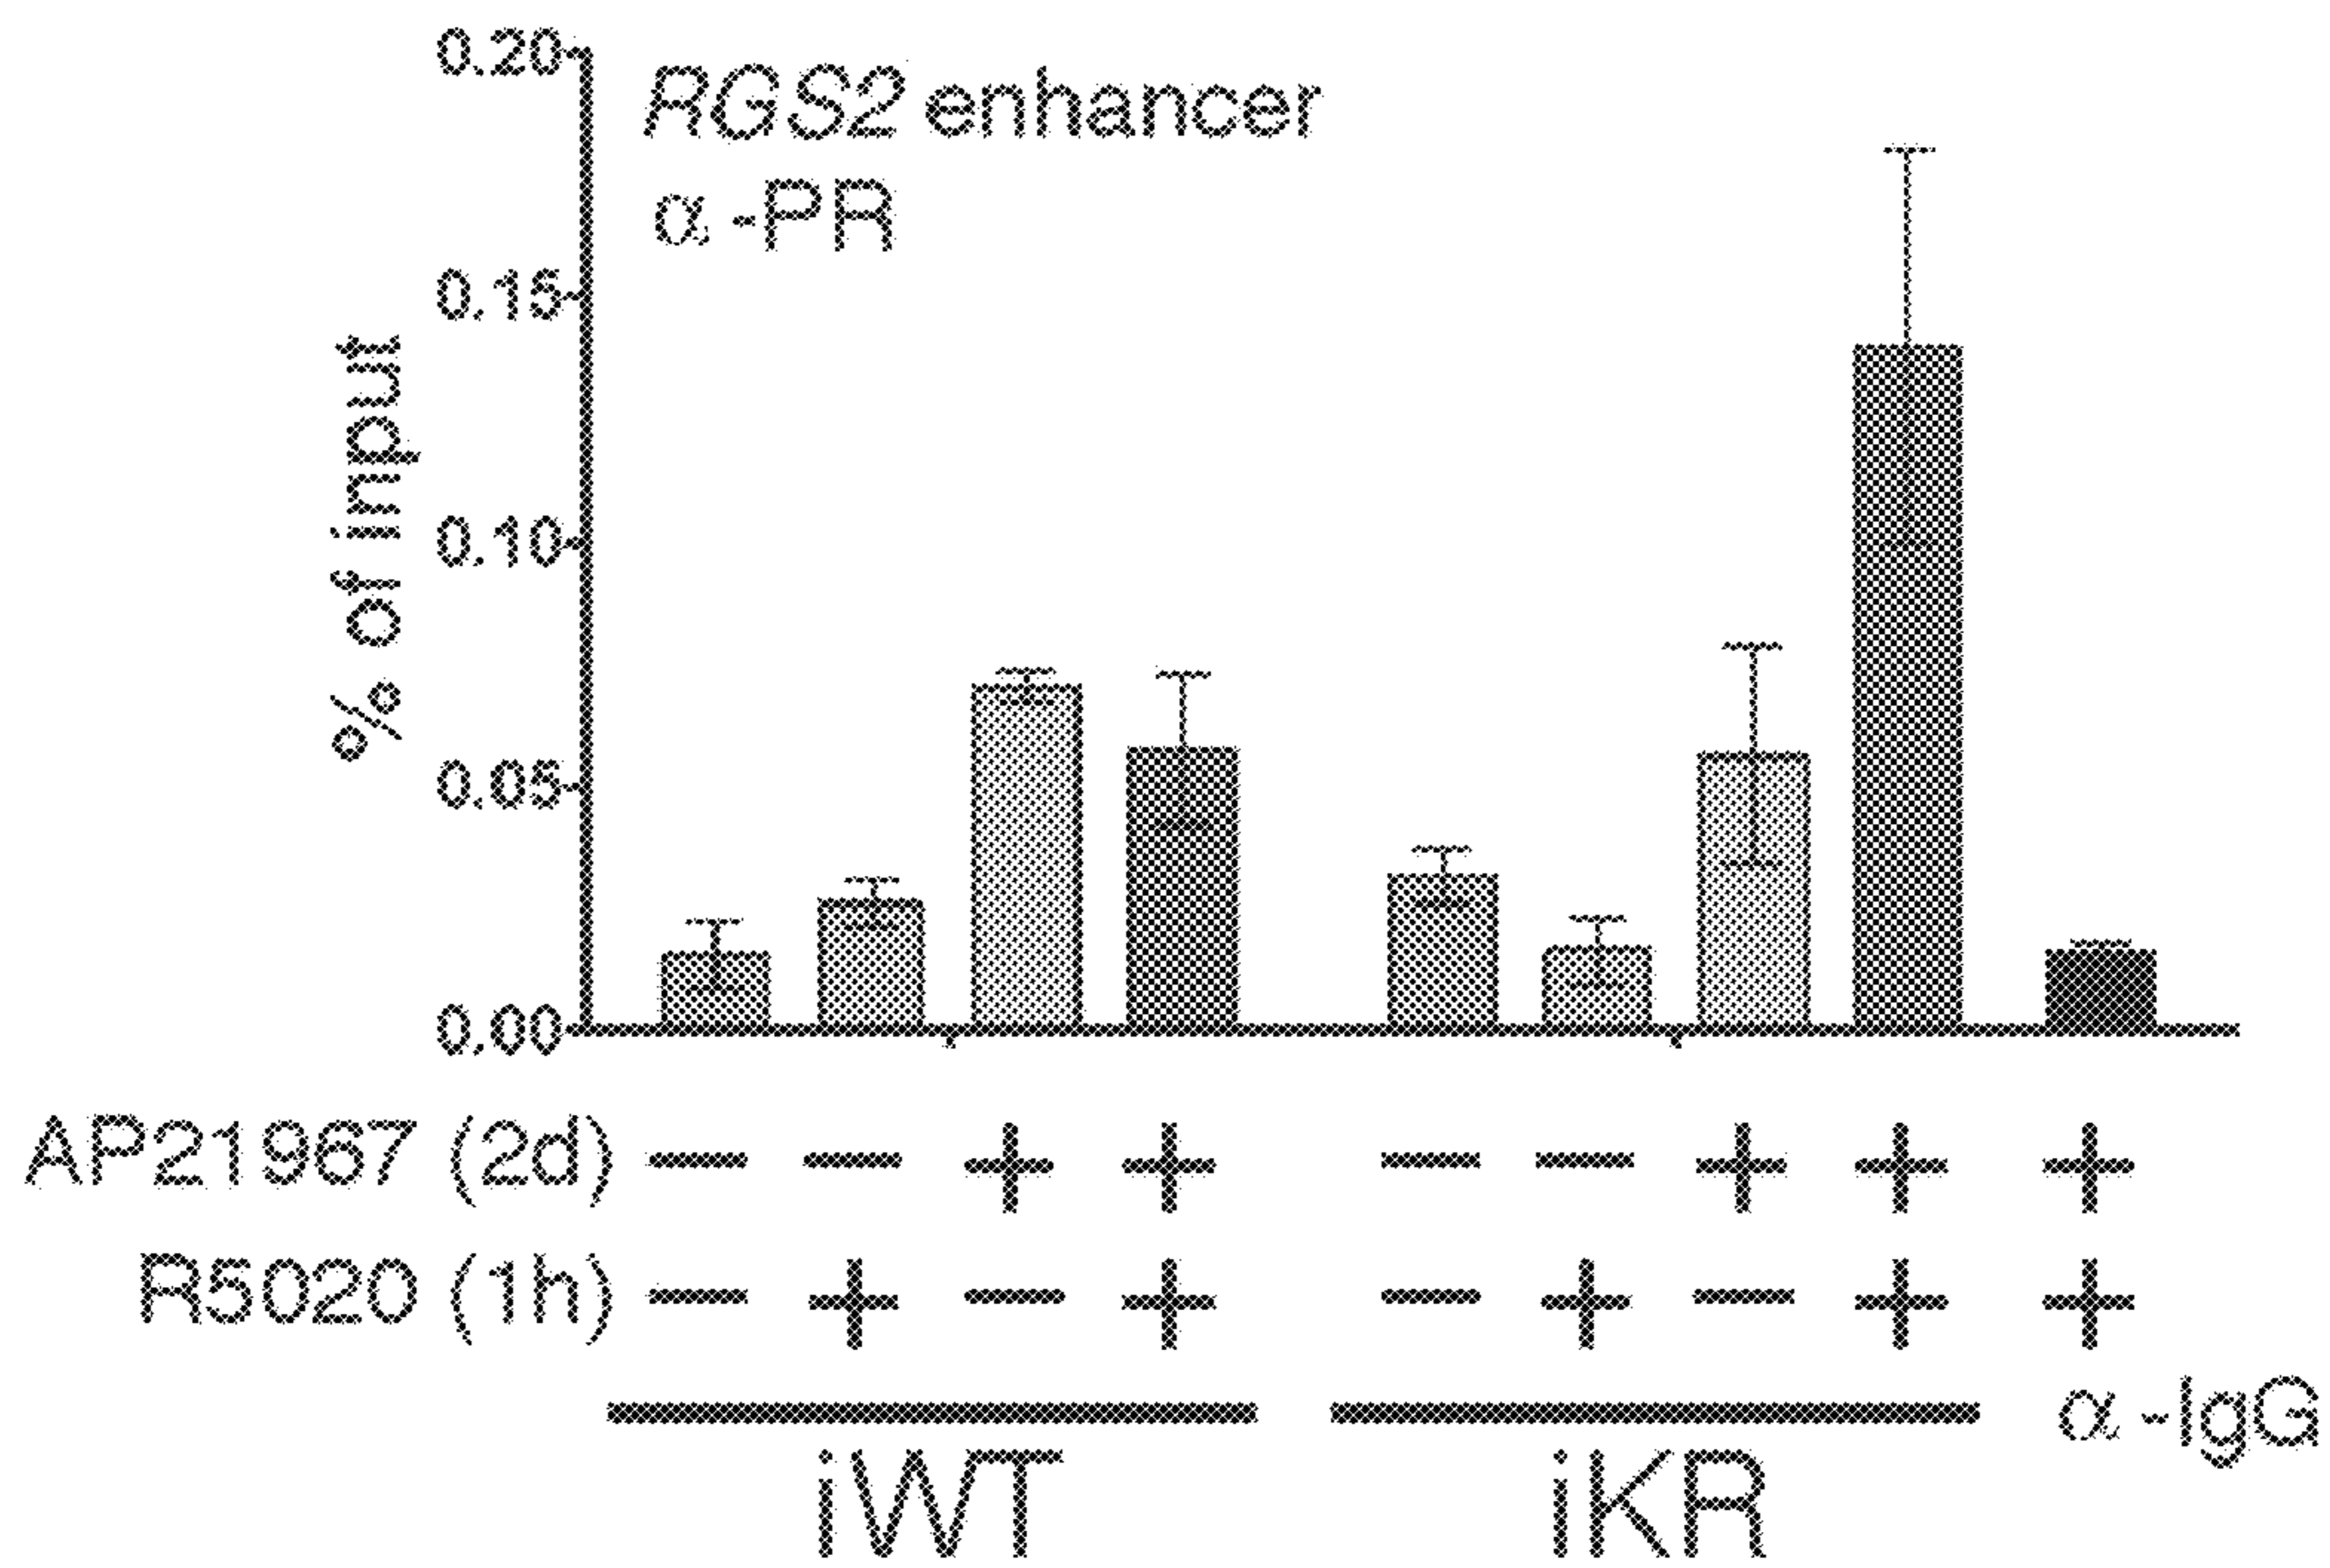 0.20
RGS2 enhancer
α-PR
0.15
0.10
0.05
0.00
% of input
AP21967 (2d) — — + + — — + + +
R5020 (1h) — + — + — + — + +
α-IgG
iWT
iKR